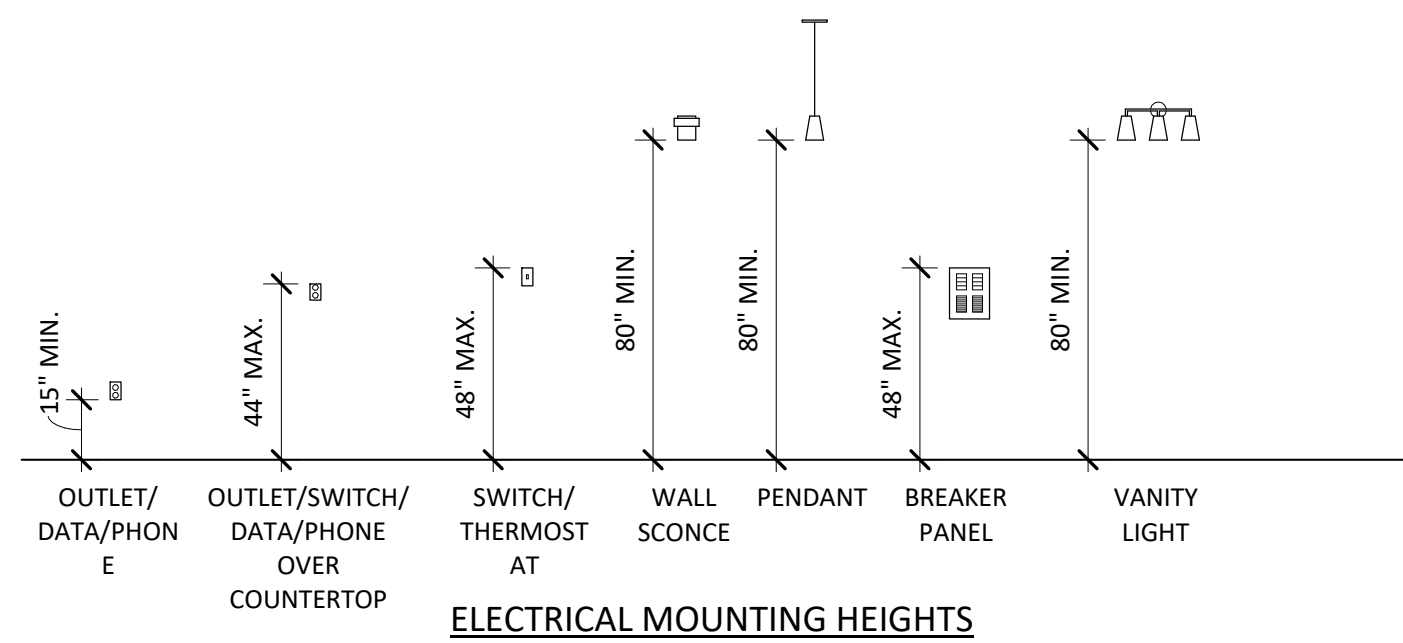 15" MIN.
44" MAX.
48" MAX.
80" MIN.
80" MIN.
48" MAX.
80" MIN.
OUTLET/
DATA/PHON
E
OUTLET/SWITCH/
DATA/PHONE
OVER
COUNTERTOP
SWITCH/
THERMOST
AT
WALL
SCONCE
PENDANT
BREAKER
PANEL
VANITY
LIGHT
ELECTRICAL MOUNTING HEIGHTS